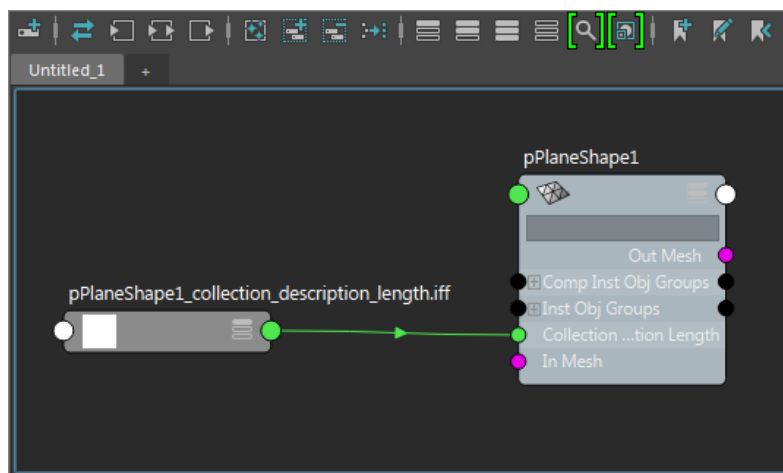 Untitled_1
+
pPlaneShape1
Out Mesh
Comp Inst Obj Groups
pPlaneShape1_collection_description_length.iff
Inst Obj Groups
Collection ...tion Length
In Mesh